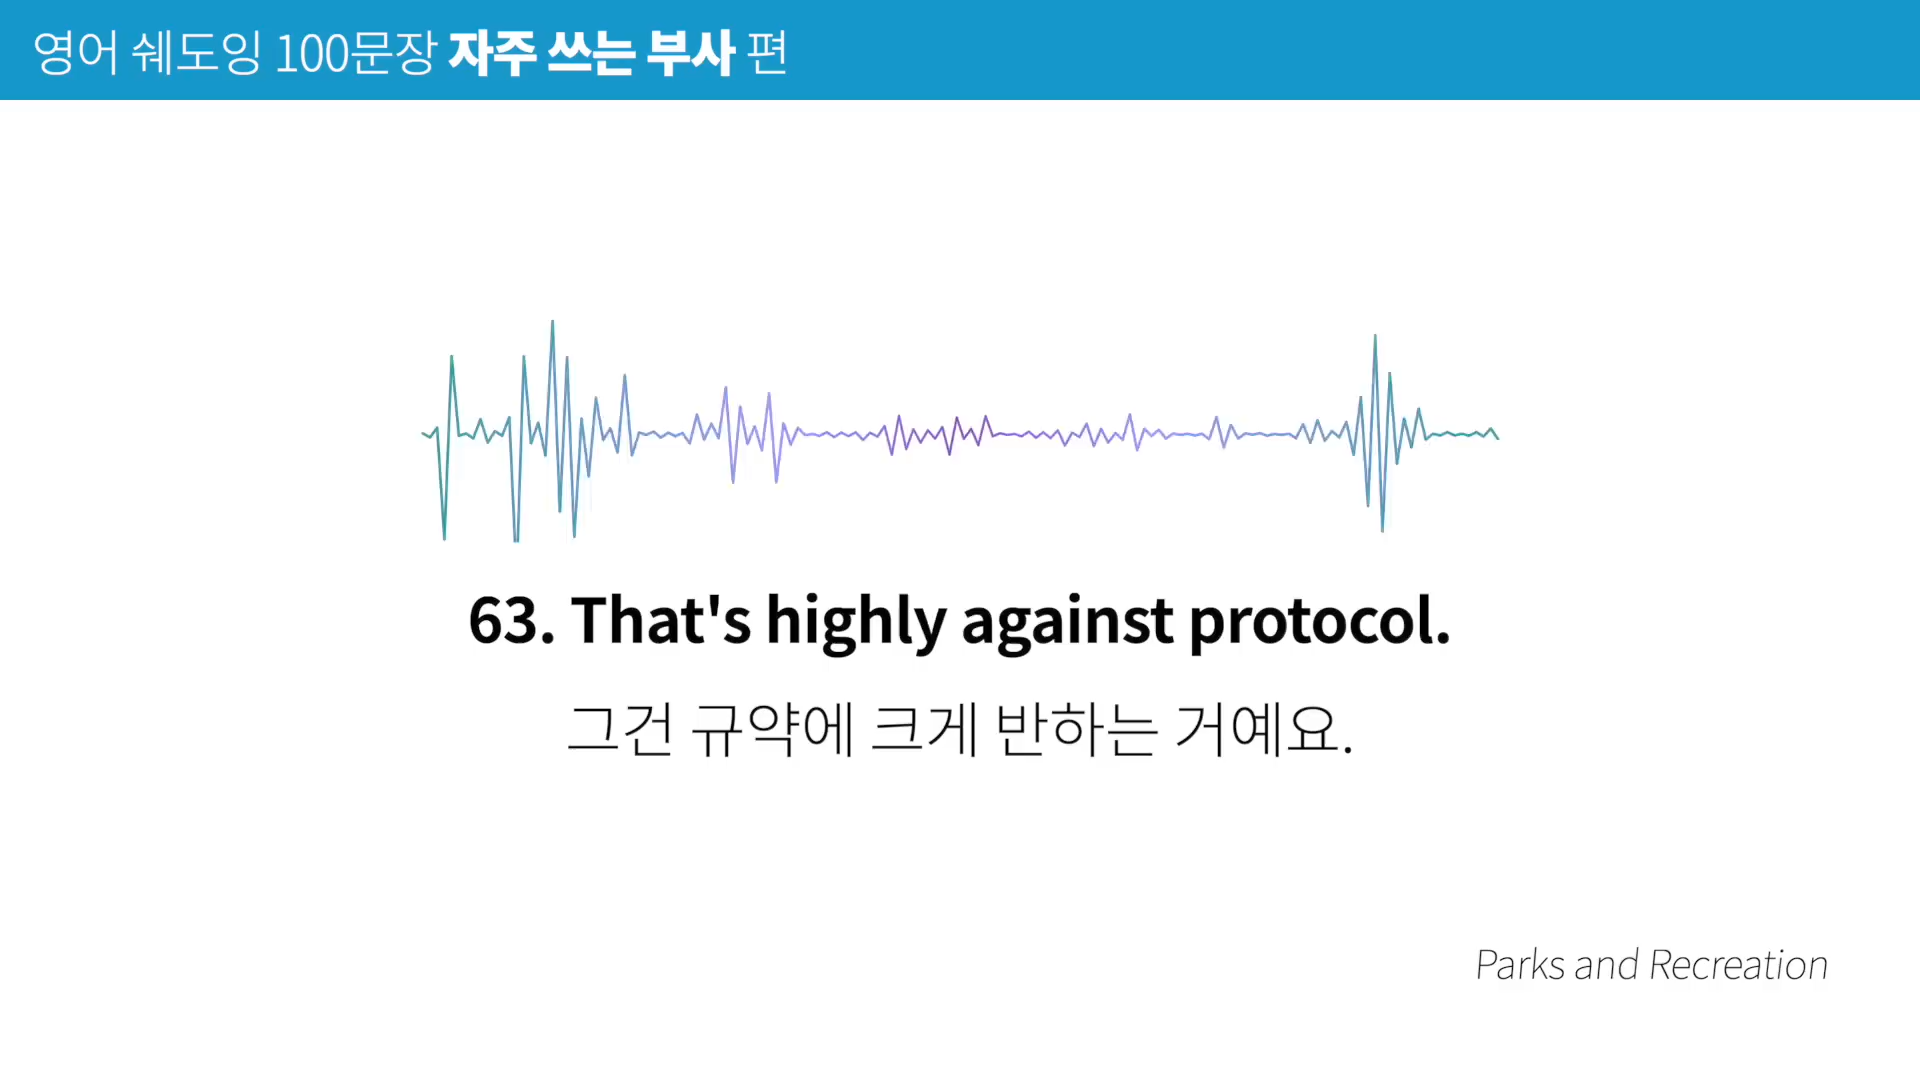 영어 쉐도잉 100문장 자주 쓰는 부사 편
63. That's highly against protocol.
그건 규약에 크게 반하는 거예요.
Parks and Recreation